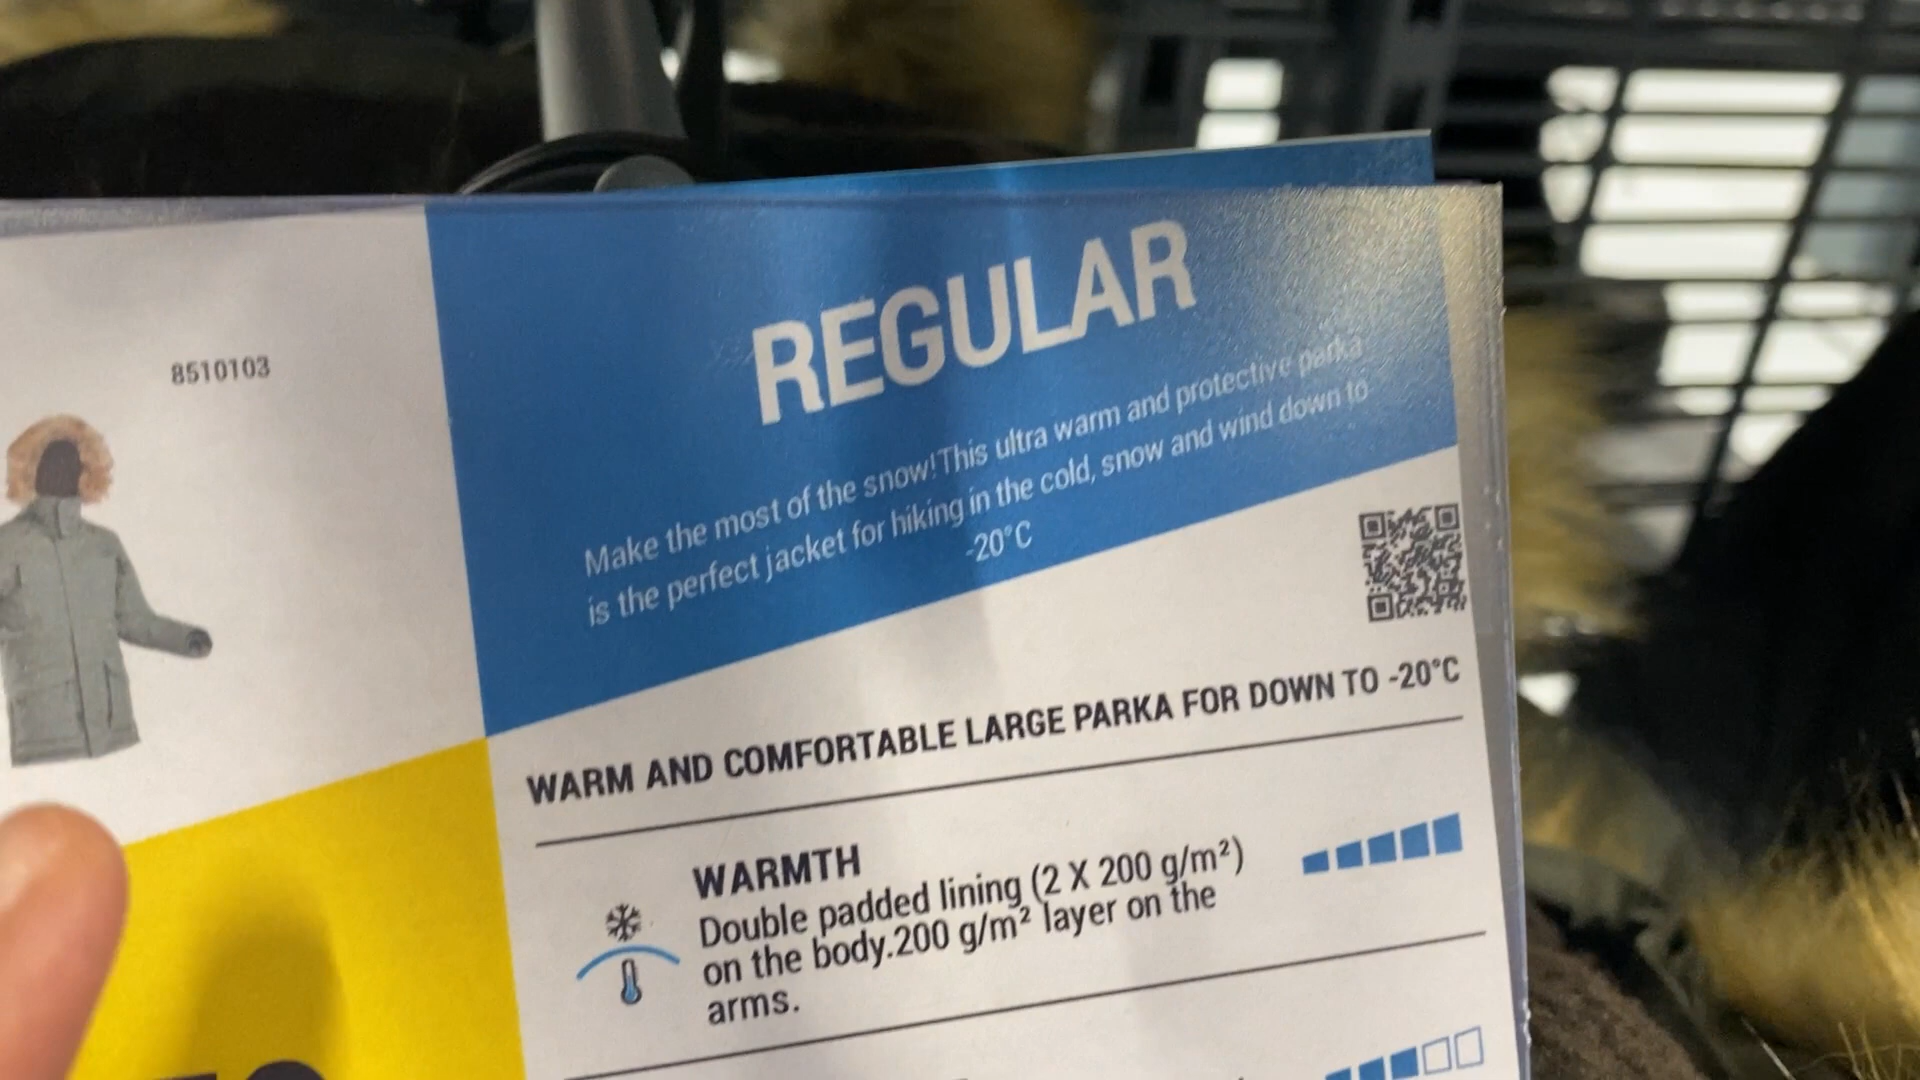 8510103
REGULAR
Make the most of the snow!This ultra warm and protective parka
is the perfect jacket for hiking in the cold, snow and wind down to
-20°C
WARM AND COMFORTABLE LARGE PARKA FOR DOWN TO -20°C
WARMTH
Double padded lining (2 X 200 g/m²)
on the body.200 g/m² layer on the
arms.